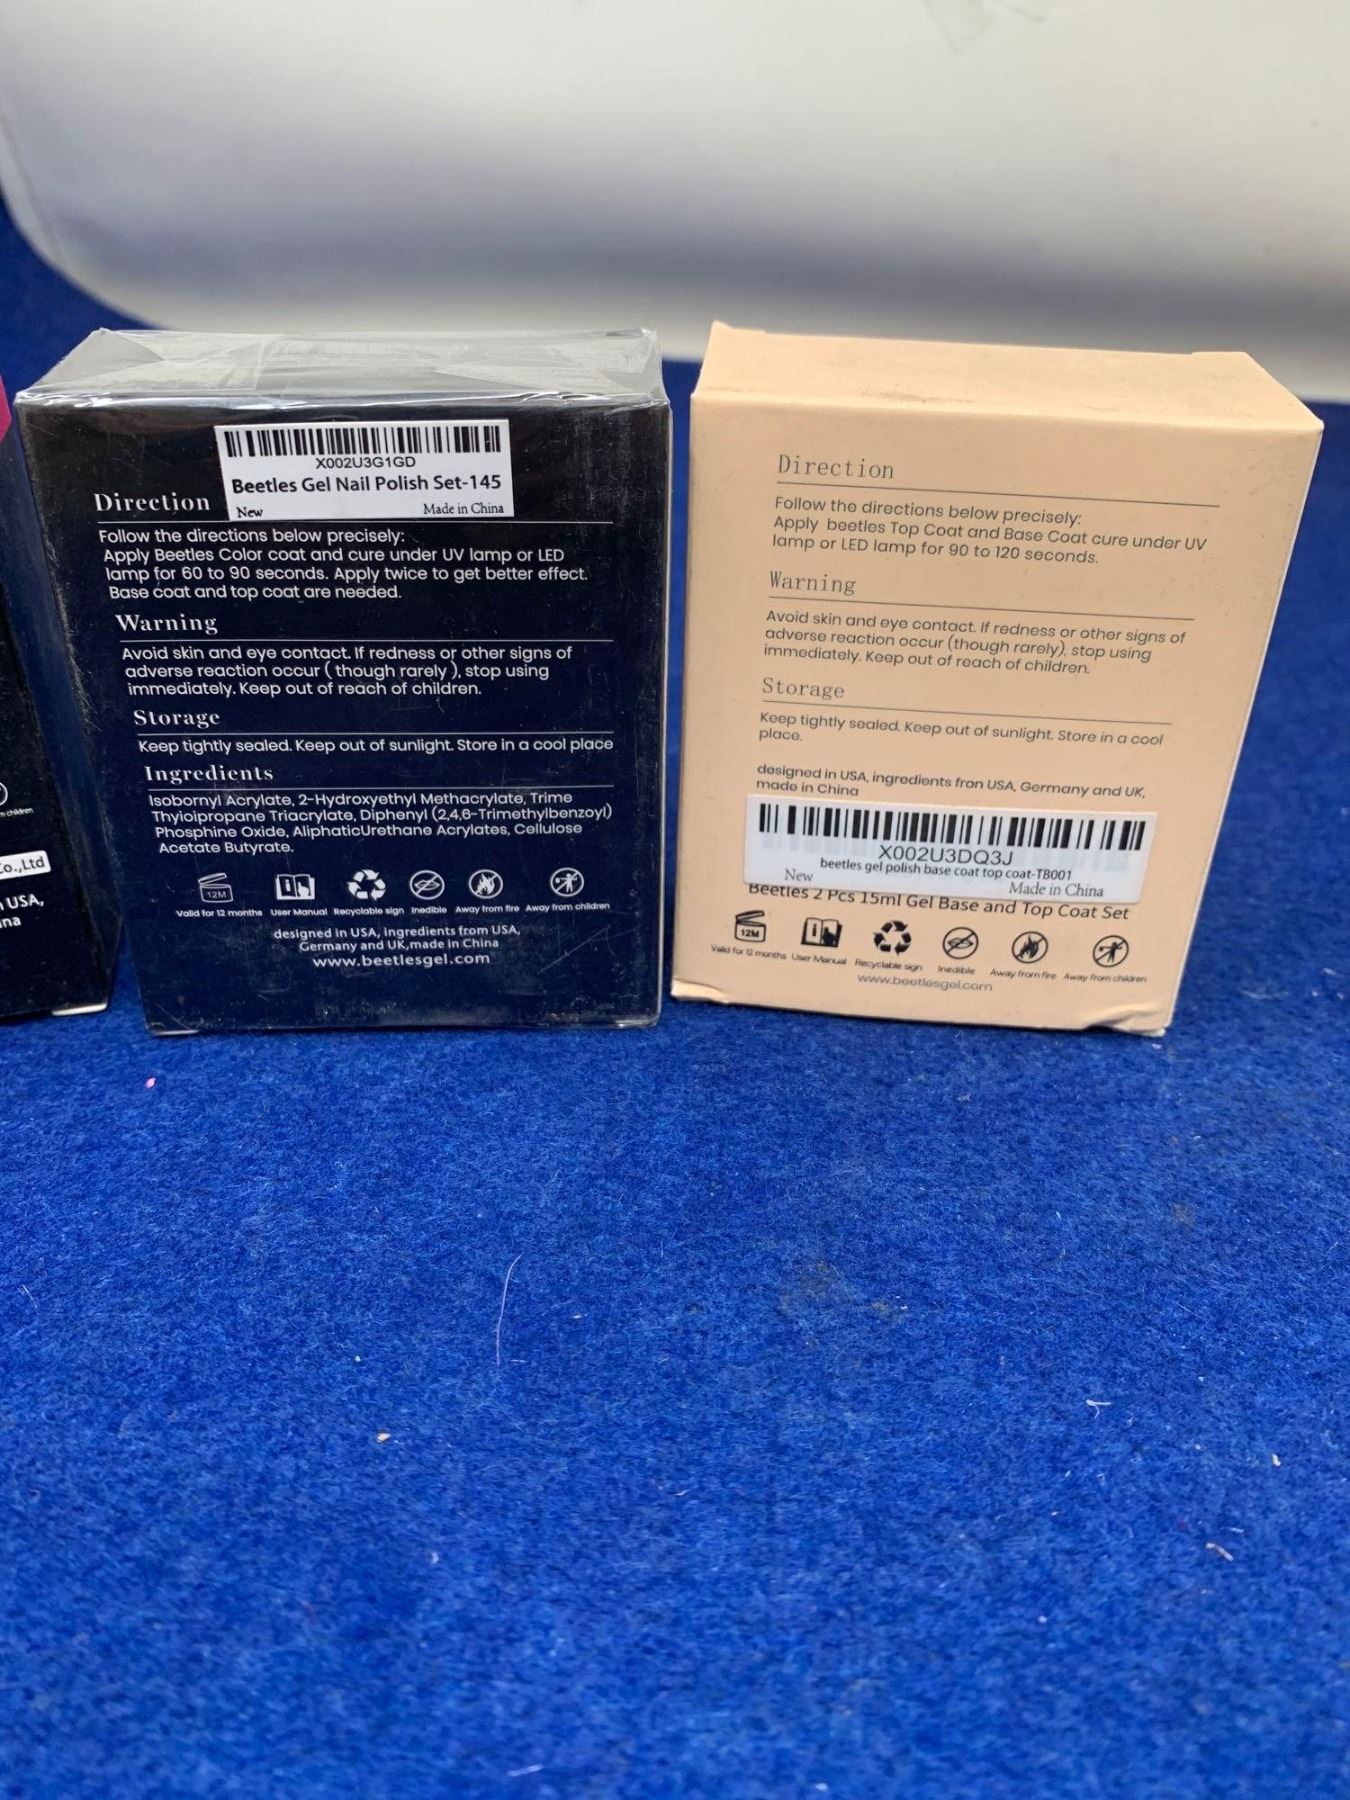 m children
Co.,Ltd
USA,
na
X002U3G1GD
Beetles Gel Nail Polish Set-145
New Made in China
Direction
Follow the directions below precisely:
Apply Beetles Color coat and cure under UV lamp or LED
lamp for 60 to 90 seconds. Apply twice to get better effect.
Base coat and top coat are needed.
Warning
Avoid skin and eye contact. If redness or other signs of
adverse reaction occur ( though rarely ), stop using
immediately. Keep out of reach of children.
Storage
Keep tightly sealed. Keep out of sunlight. Store in a cool place
Ingredients
Isobornyl Acrylate, 2-Hydroxyethyl Methacrylate, Trime
Thyioipropane Triacrylate, Diphenyl (2,4,6-Trimethylbenzoyl)
Phosphine Oxide, AliphaticUrethane Acrylates, Cellulose
Acetate Butyrate.
12M
Valid for 12 months User Manual Recyclable sign Inedible Away from fire Away from children
designed in USA, ingredients from USA,
Germany and UK,made in China
www.beetlesgel.com
Direction
Follow the directions below precisely:
Apply beetles Top Coat and Base Coat cure under UV
lamp or LED lamp for 90 to 120 seconds.
Warning
Avoid skin and eye contact. If redness or other signs of
adverse reaction occur (though rarely), stop using
immediately. Keep out of reach of children.
Storage
Keep tightly sealed. Keep out of sunlight. Store in a cool
place.
designed in USA, ingredients fron USA, Germany and UK,
made in China
X002U3DQ3J
beetles gel polish base coat top coat-TB001
New Made in China
Beetles 2 Pcs 15ml Gel Base and Top Coat Set
12M
Valid for 12 months User Manual Recyclable sign Inedible Away from fire Away from children
www.beetlesgel.com